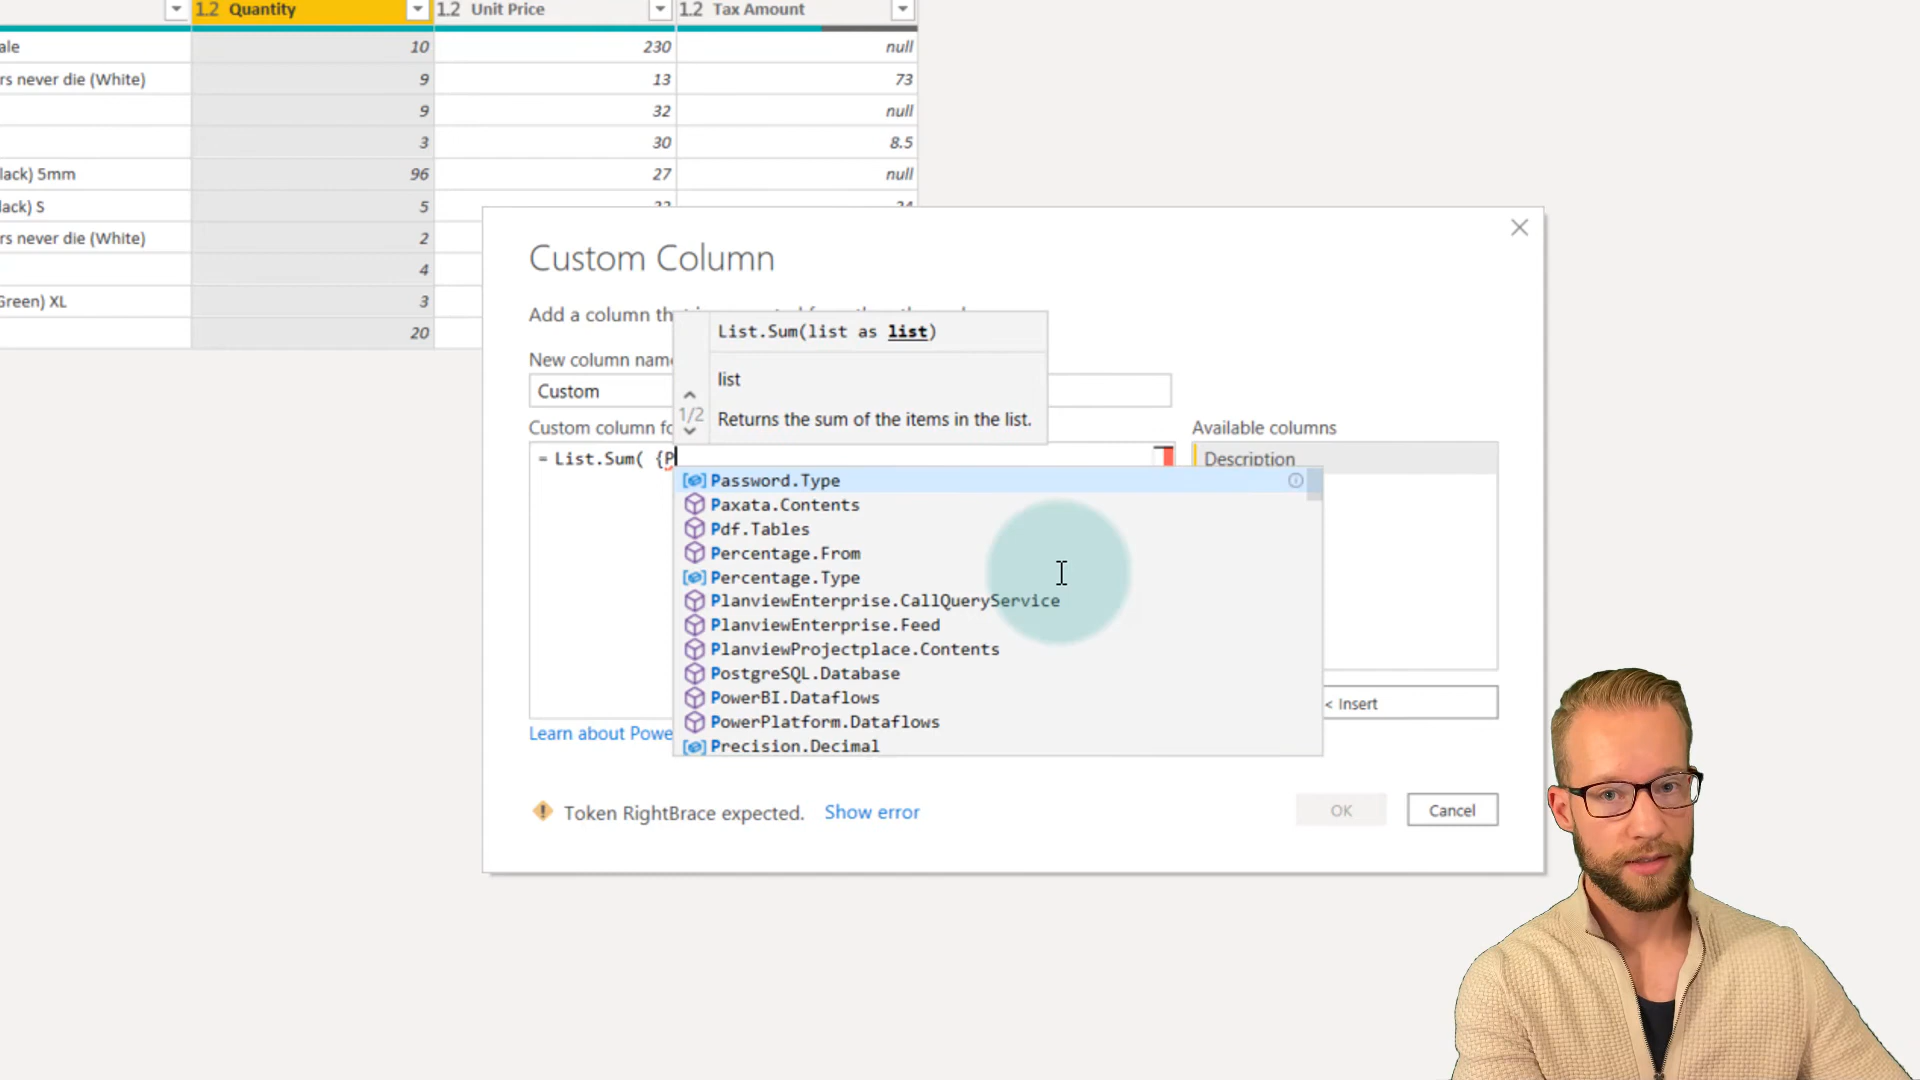 1.2 Quantity 1.2 Unit Price 1.2 Tax Amount
ale 10 230 null
rs never die (White) 9 13 73
9 32 null
3 30 8.5
lack) 5mm 96 27 null
lack) S 5
rs never die (White) 2
4
Green) XL 3
20
Custom Column
Add a column th
New column name
Custom
Custom column fo
= List.Sum( {P
List.Sum(list as list)
list
1/2
Returns the sum of the items in the list.
Password.Type
Paxata.Contents
Pdf.Tables
Percentage.From
Percentage.Type
PlanviewEnterprise.CallQueryService
PlanviewEnterprise.Feed
PlanviewProjectplace.Contents
PostgreSQL.Database
PowerBI.Dataflows
PowerPlatform.Dataflows
Precision.Decimal
Available columns
Description
< Insert
Learn about Powe
Token RightBrace expected. Show error
OK Cancel